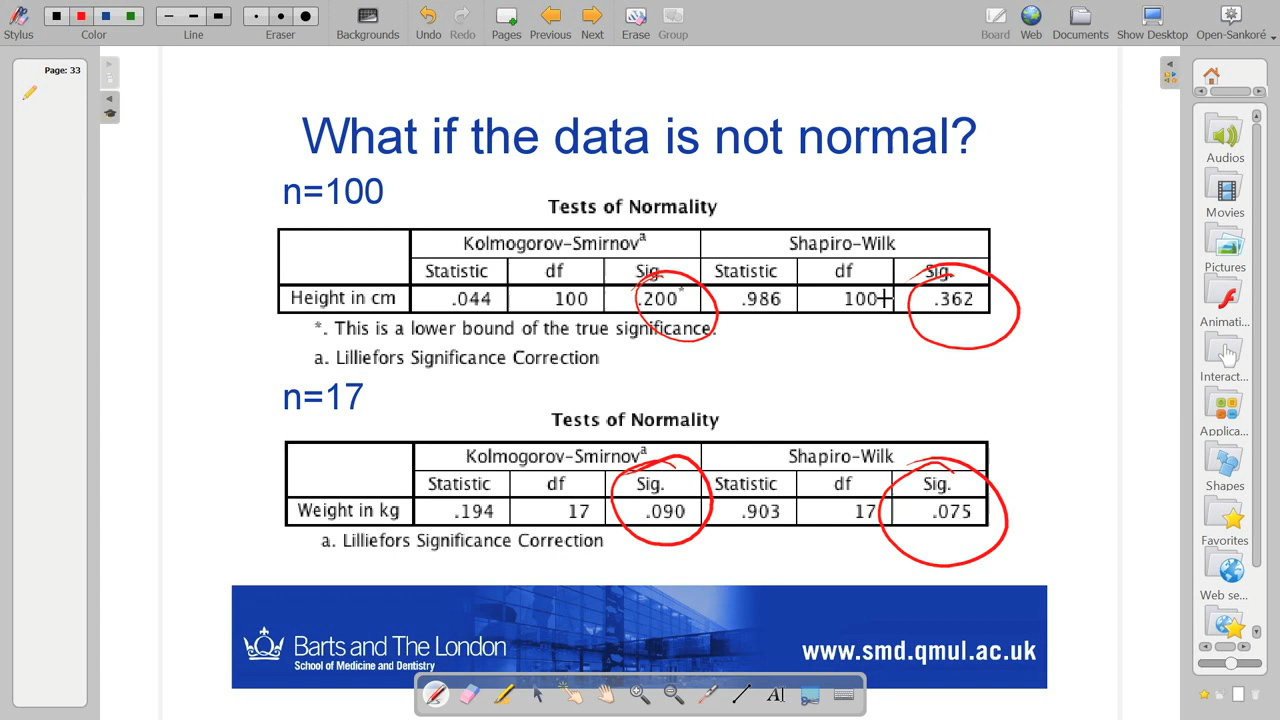 Stylus Color Line Eraser Backgrounds Undo Redo Pages Previous Next Erase Group Board Web Documents Show Desktop Open-Sankoré
Page: 33
What if the data is not normal?
n=100
Tests of Normality
Kolmogorov-Smirnovᵃ Shapiro-Wilk
Statistic df Sig. Statistic df Sig.
Height in cm .044 100 .200* .986 100 .362
*. This is a lower bound of the true significance.
a. Lilliefors Significance Correction
n=17
Tests of Normality
Kolmogorov-Smirnovᵃ Shapiro-Wilk
Statistic df Sig. Statistic df Sig.
Weight in kg .194 17 .090 .903 17 .075
a. Lilliefors Significance Correction
Barts and The London
School of Medicine and Dentistry
www.smd.qmul.ac.uk
Audios
Movies
Pictures
Animati...
Interact...
Applica...
Shapes
Favorites
Web se...
AI